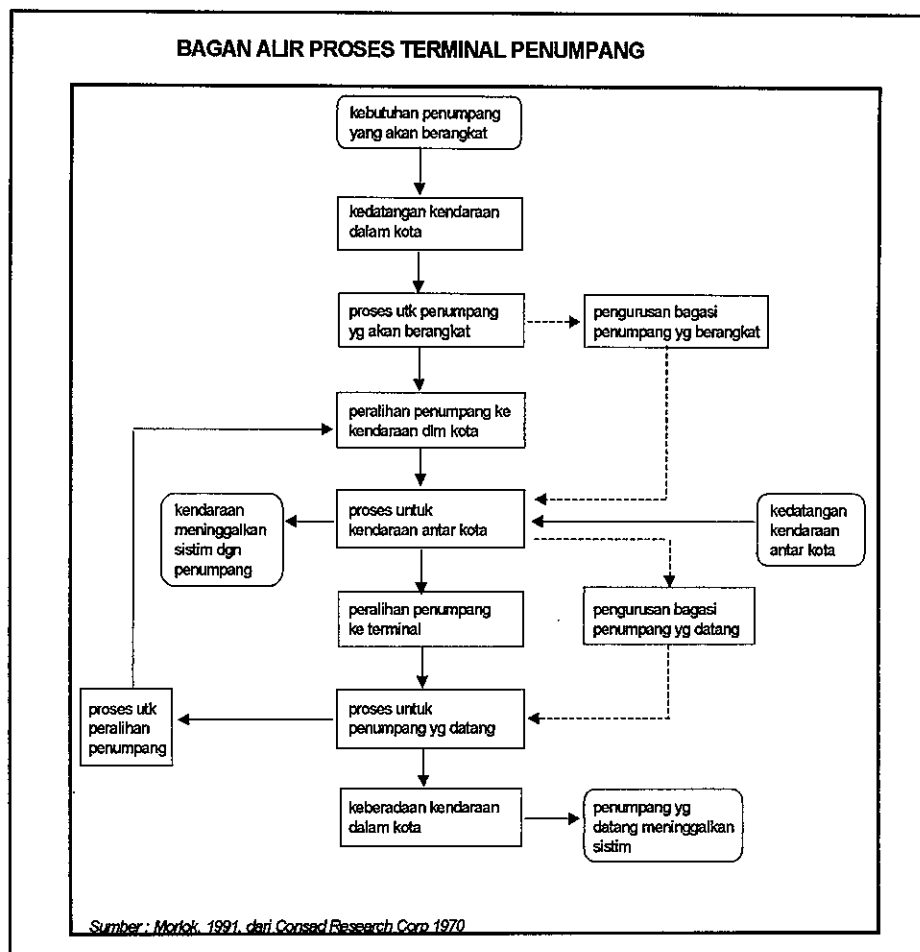 BAGAN ALIR PROSES TERMINAL PENUMPANG
kebutuhan penumpang
yang akan berangkat
kedatangan kendaraan
dalam kota
proses utk penumpang
yg akan berangkat
pengurusan bagasi
penumpang yg berangkat
peralihan penumpang ke
kendaraan dlm kota
kendaraan
meninggalkan
sistim dgn
penumpang
proses untuk
kendaraan antar kota
kedatangan
kendaraan
antar kota
peralihan penumpang
ke terminal
pengurusan bagasi
penumpang yg datang
proses utk
peralihan
penumpang
proses untuk
penumpang yg datang
keberadaan kendaraan
dalam kota
penumpang yg
datang meninggalkan
sistim
Sumber : Morlok, 1991, dari Consad Research Corp 1970